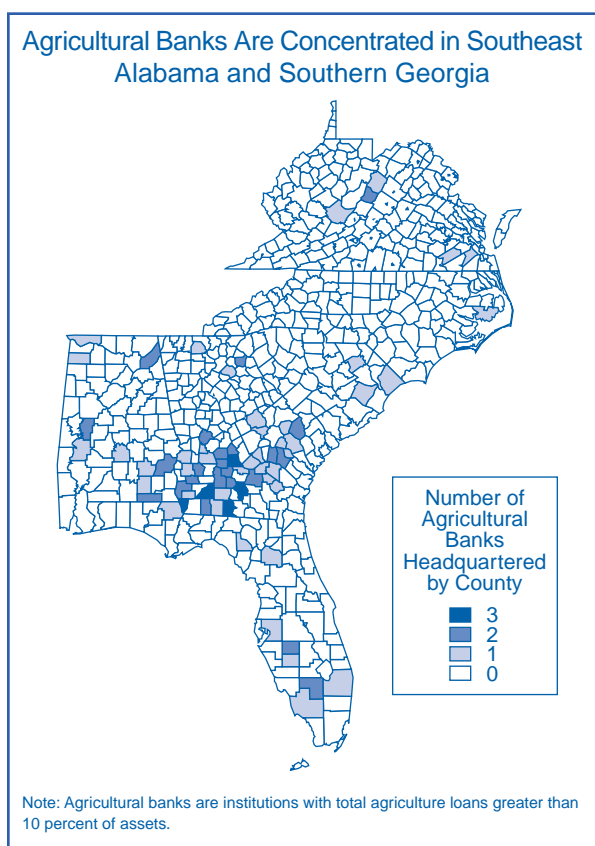 Agricultural Banks Are Concentrated in Southeast
Alabama and Southern Georgia
Number of
Agricultural
Banks
Headquartered
by County
3
2
1
0
Note: Agricultural banks are institutions with total agriculture loans greater than
10 percent of assets.